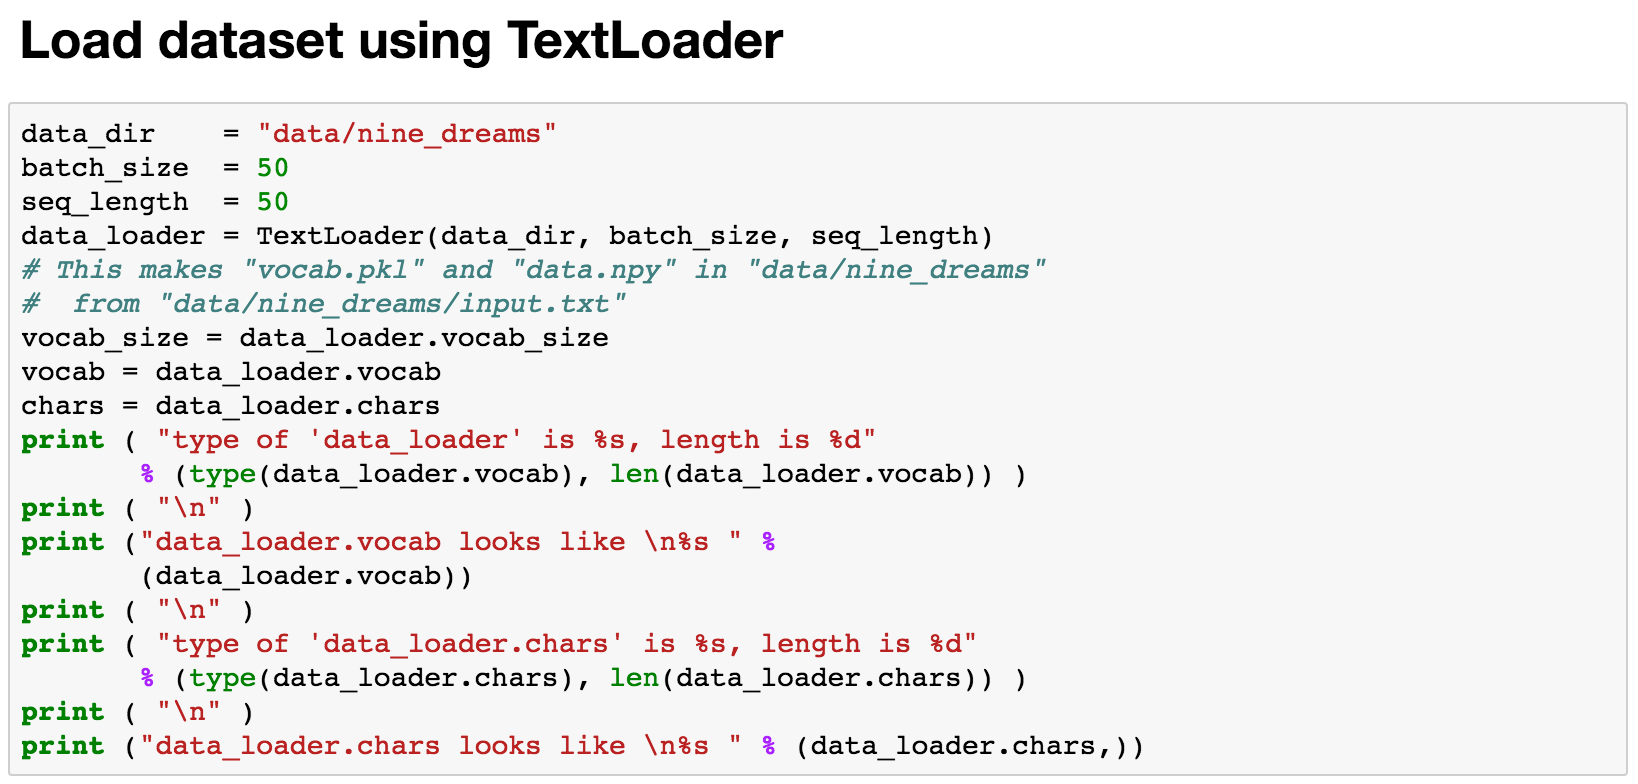 Load dataset using TextLoader
data_dir    = "data/nine_dreams"
batch_size  = 50
seq_length  = 50
data_loader = TextLoader(data_dir, batch_size, seq_length)
# This makes "vocab.pkl" and "data.npy" in "data/nine_dreams"
#  from "data/nine_dreams/input.txt"
vocab_size = data_loader.vocab_size
vocab = data_loader.vocab
chars = data_loader.chars
print ( "type of 'data_loader' is %s, length is %d"
       % (type(data_loader.vocab), len(data_loader.vocab)) )
print ( "\n" )
print ("data_loader.vocab looks like \n%s " %
       (data_loader.vocab))
print ( "\n" )
print ( "type of 'data_loader.chars' is %s, length is %d"
       % (type(data_loader.chars), len(data_loader.chars)) )
print ( "\n" )
print ("data_loader.chars looks like \n%s " % (data_loader.chars,))